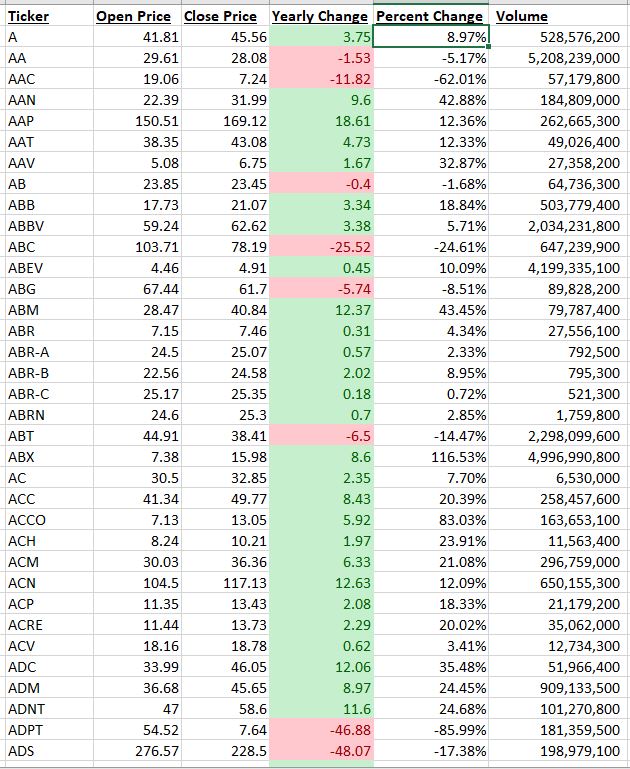 Ticker Open Price Close Price Yearly Change Percent Change Volume
A 41.81 45.56 3.75 8.97% 528,576,200
AA 29.61 28.08 -1.53 -5.17% 5,208,239,000
AAC 19.06 7.24 -11.82 -62.01% 57,179,800
AAN 22.39 31.99 9.6 42.88% 184,809,000
AAP 150.51 169.12 18.61 12.36% 262,665,300
AAT 38.35 43.08 4.73 12.33% 49,026,400
AAV 5.08 6.75 1.67 32.87% 27,358,200
AB 23.85 23.45 -0.4 -1.68% 64,736,300
ABB 17.73 21.07 3.34 18.84% 503,779,400
ABBV 59.24 62.62 3.38 5.71% 2,034,231,800
ABC 103.71 78.19 -25.52 -24.61% 647,239,900
ABEV 4.46 4.91 0.45 10.09% 4,199,335,100
ABG 67.44 61.7 -5.74 -8.51% 89,828,200
ABM 28.47 40.84 12.37 43.45% 79,787,400
ABR 7.15 7.46 0.31 4.34% 27,556,100
ABR-A 24.5 25.07 0.57 2.33% 792,500
ABR-B 22.56 24.58 2.02 8.95% 795,300
ABR-C 25.17 25.35 0.18 0.72% 521,300
ABRN 24.6 25.3 0.7 2.85% 1,759,800
ABT 44.91 38.41 -6.5 -14.47% 2,298,099,600
ABX 7.38 15.98 8.6 116.53% 4,996,990,800
AC 30.5 32.85 2.35 7.70% 6,530,000
ACC 41.34 49.77 8.43 20.39% 258,457,600
ACCO 7.13 13.05 5.92 83.03% 163,653,100
ACH 8.24 10.21 1.97 23.91% 11,563,400
ACM 30.03 36.36 6.33 21.08% 296,759,000
ACN 104.5 117.13 12.63 12.09% 650,155,300
ACP 11.35 13.43 2.08 18.33% 21,179,200
ACRE 11.44 13.73 2.29 20.02% 35,062,000
ACV 18.16 18.78 0.62 3.41% 12,734,300
ADC 33.99 46.05 12.06 35.48% 51,966,400
ADM 36.68 45.65 8.97 24.45% 909,133,500
ADNT 47 58.6 11.6 24.68% 101,270,800
ADPT 54.52 7.64 -46.88 -85.99% 181,359,500
ADS 276.57 228.5 -48.07 -17.38% 198,979,100